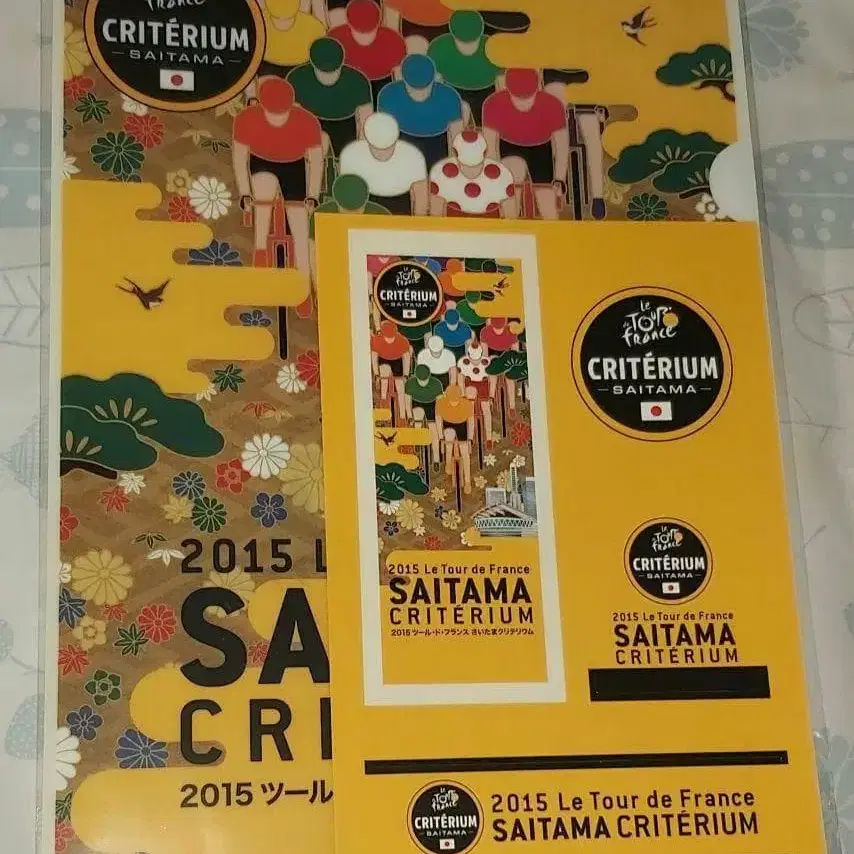 france
CRITÉRIUM
SAITAMA
2015 L
SA
CRI
2015 ツール
Le
TOUR
de
france
CRITÉRIUM
SAITAMA
2015 Le Tour de France
SAITAMA
CRITÉRIUM
2015 ツール・ド・フランス さいたまクリテリウム
Le
TOUR
de
france
CRITÉRIUM
SAITAMA
Le
TOUR
de
france
CRITÉRIUM
SAITAMA
2015 Le Tour de France
SAITAMA
CRITÉRIUM
Le
TOUR
de
france
CRITÉRIUM
SAITAMA
2015 Le Tour de France
SAITAMA CRITÉRIUM